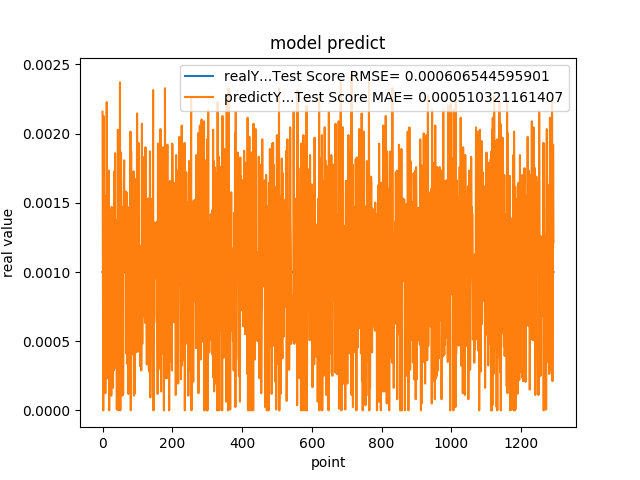 model predict
realY...Test Score RMSE= 0.000606544595901
predictY...Test Score MAE= 0.000510321161407
0.0025
0.0020
0.0015
0.0010
0.0005
0.0000
real value
0 200 400 600 800 1000 1200
point